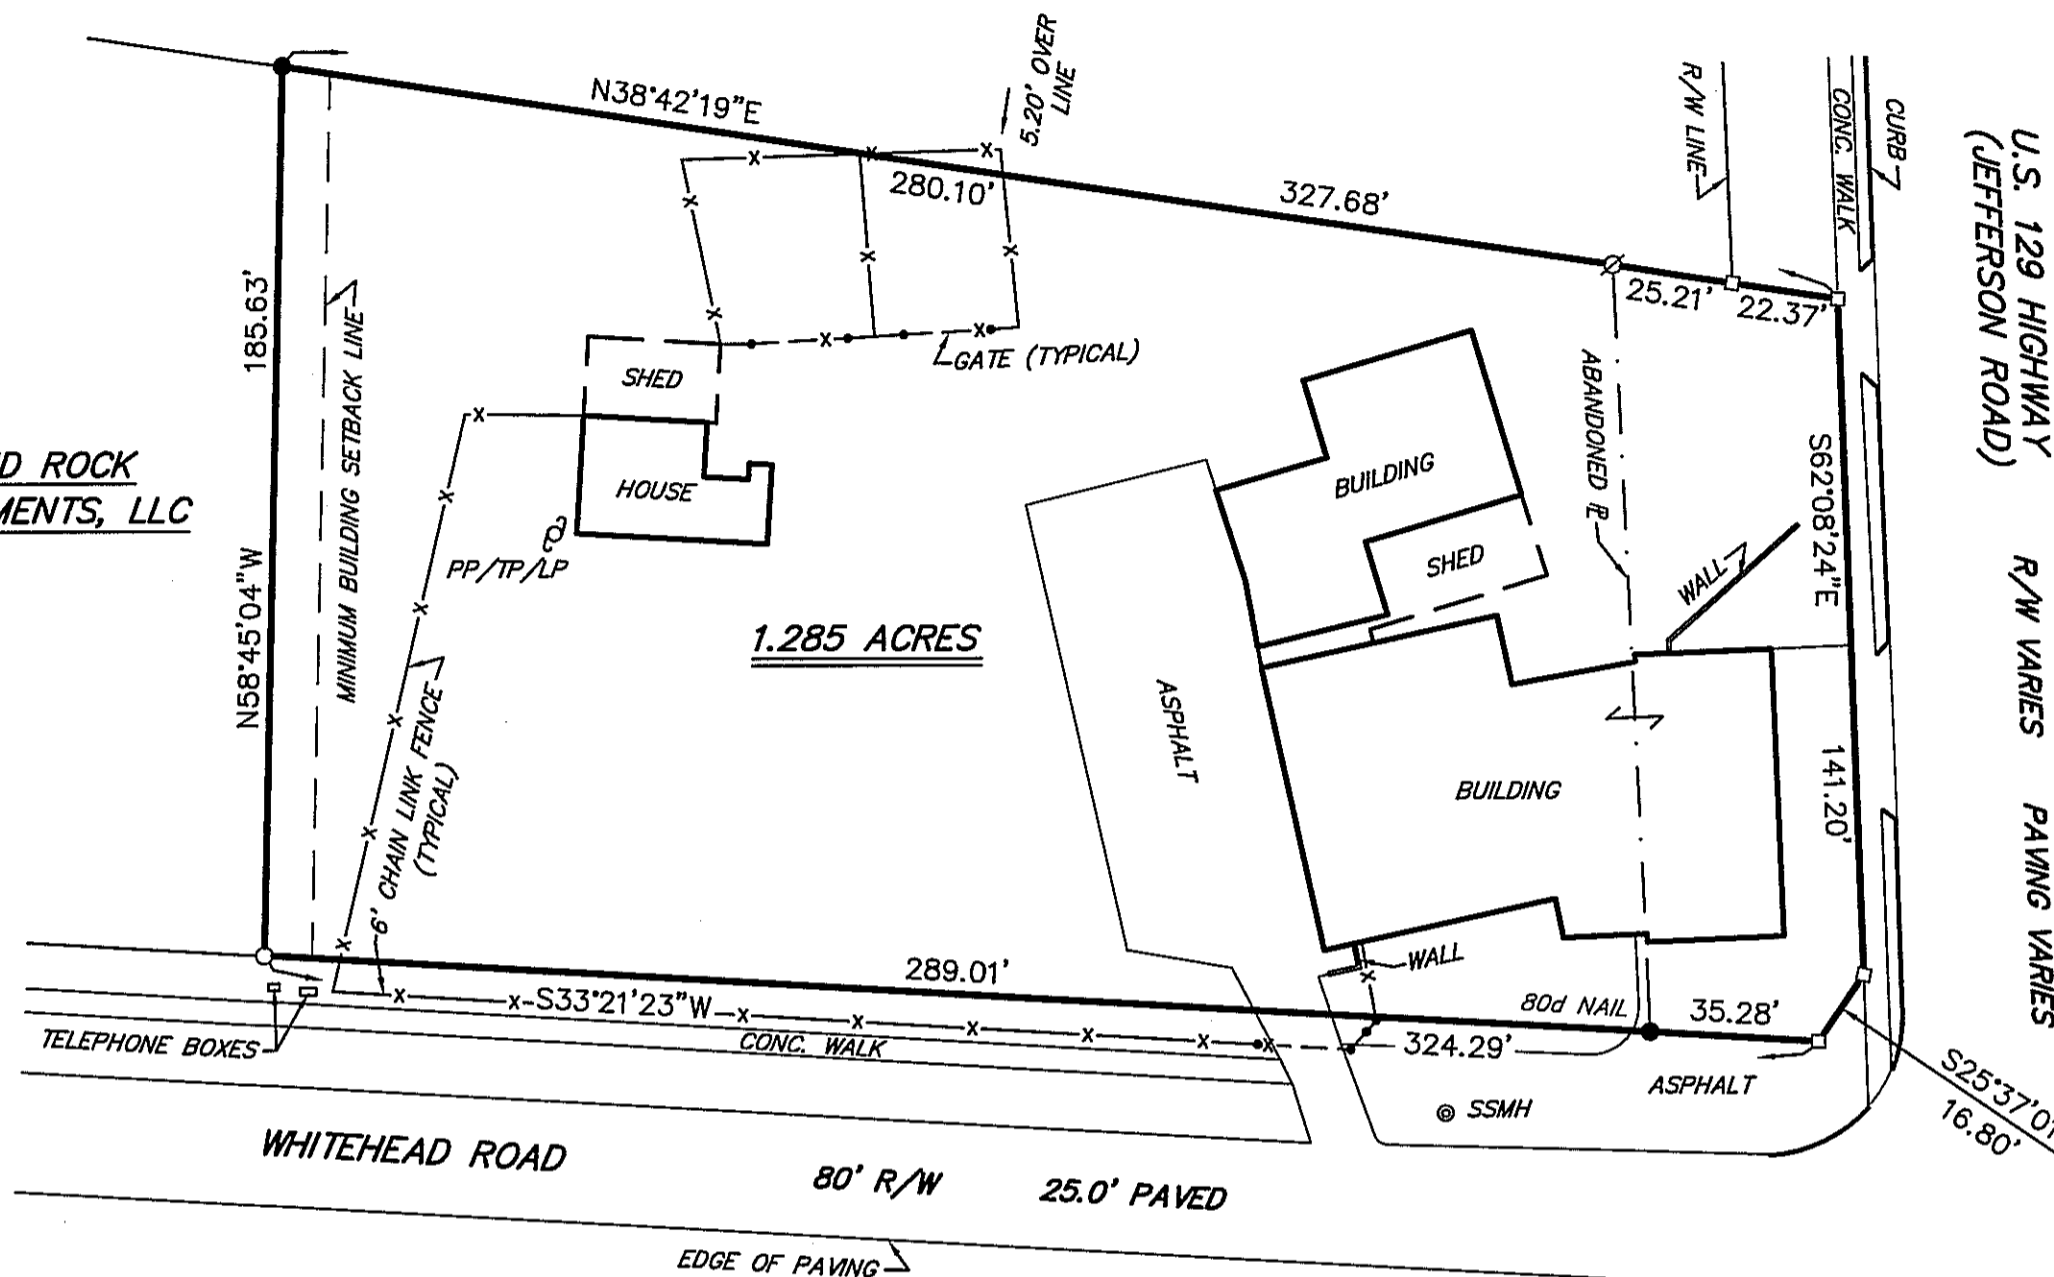 5.20' OVER
LINE
N38°42'19"E
280.10'
327.68'
25.21'
22.37'
R/W LINE
CONC. WALK
CURB
U.S. 129 HIGHWAY
(JEFFERSON ROAD)
R/W VARIES
PAVING VARIES
185.63'
N58°45'04"W
MINIMUM BUILDING SETBACK LINE
ROCK
LLC
SHED
HOUSE
PP/TP/LP
GATE (TYPICAL)
6' CHAIN LINK FENCE
(TYPICAL)
1.285 ACRES
ASPHALT
BUILDING
SHED
BUILDING
ABANDONED ⅊
WALL
S62°08'24"E
141.20'
WALL
289.01'
S33°21'23"W
324.29'
80d NAIL
35.28'
CONC. WALK
TELEPHONE BOXES
ASPHALT
SSMH
16.80'
WHITEHEAD ROAD
80' R/W
25.0' PAVED
EDGE OF PAVING